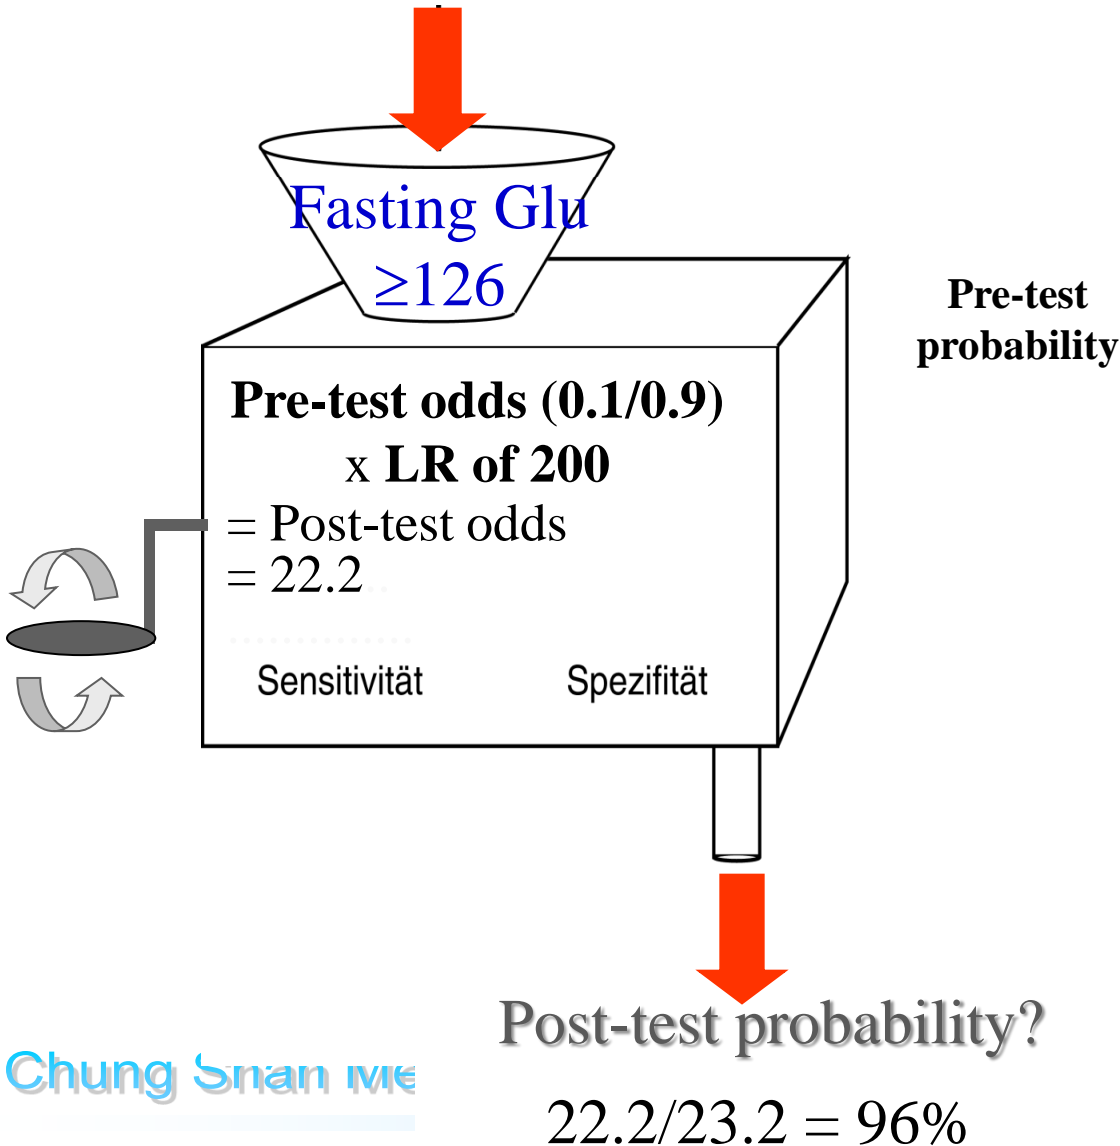 Fasting Glu
≥126
Pre-test
probability
Pre-test odds (0.1/0.9)
x LR of 200
= Post-test odds
= 22.2
Sensitivität Spezifität
Post-test probability?
Chung Shan Me
22.2/23.2 = 96%